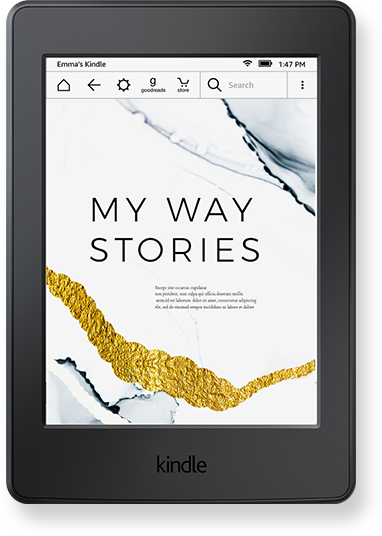 Emma's Kindle 1:47 PM
goodreads store Search
MY WAY
STORIES
Except sint occaecat cupidatat
non proident, sunt culpa qui officia deserunt mollit
animid est laborum, dolor sit amet, consectetur adipiscing
elit, sed do eiusmod tempor incididunt ut labore et dolore
kindle